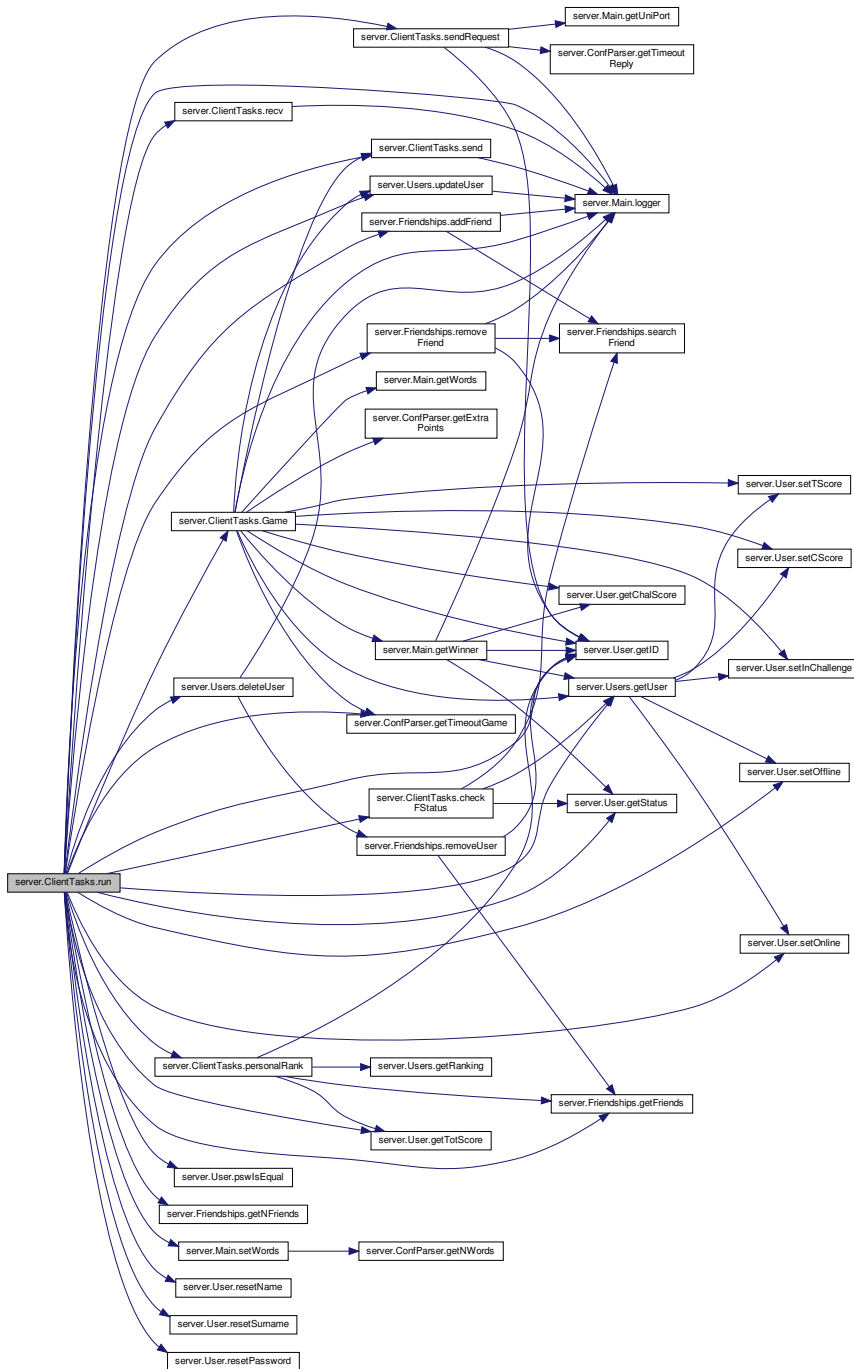 server.Main.getUniPort
server.ClientTasks.sendRequest
server.ConfParser.getTimeout
Reply
server.ClientTasks.recv
server.ClientTasks.send
server.Users.updateUser
server.Main.logger
server.Friendships.addFriend
server.Friendships.remove
Friend
server.Friendships.search
Friend
server.Main.getWords
server.ConfParser.getExtra
Points
server.User.setTScore
server.ClientTasks.Game
server.User.setCScore
server.User.getChalScore
server.Main.getWinner
server.User.getID
server.User.setInChallenge
server.Users.deleteUser
server.Users.getUser
server.ConfParser.getTimeoutGame
server.User.setOffline
server.ClientTasks.check
FStatus
server.User.getStatus
server.Friendships.removeUser
server.ClientTasks.run
server.User.setOnline
server.ClientTasks.personalRank
server.Users.getRanking
server.Friendships.getFriends
server.User.getTotScore
server.User.pswIsEqual
server.Friendships.getNFriends
server.Main.setWords
server.ConfParser.getNWords
server.User.resetName
server.User.resetSurname
server.User.resetPassword